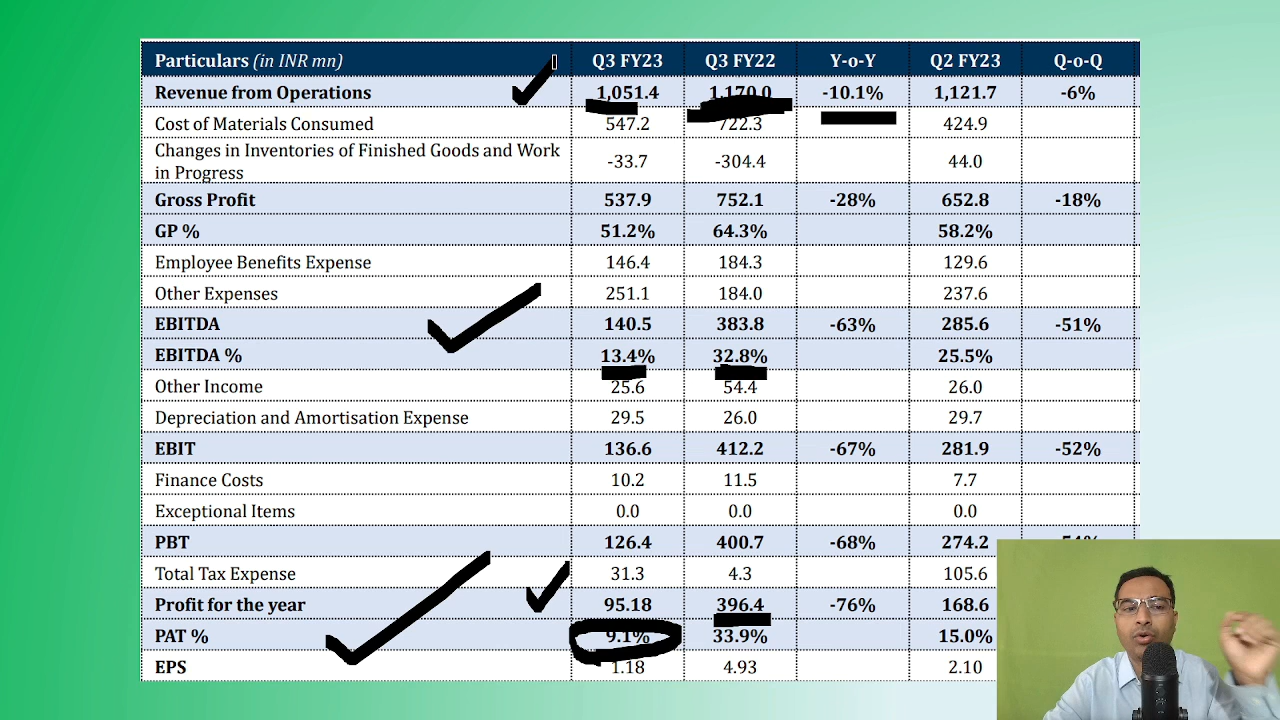 Particulars (in INR mn) Q3 FY23 Q3 FY22 Y-o-Y Q2 FY23 Q-o-Q
Revenue from Operations 1,051.4 1,170.0 -10.1% 1,121.7 -6%
Cost of Materials Consumed 547.2 722.3 424.9
Changes in Inventories of Finished Goods and Work
in Progress -33.7 -304.4 44.0
Gross Profit 537.9 752.1 -28% 652.8 -18%
GP % 51.2% 64.3% 58.2%
Employee Benefits Expense 146.4 184.3 129.6
Other Expenses 251.1 184.0 237.6
EBITDA 140.5 383.8 -63% 285.6 -51%
EBITDA % 13.4% 32.8% 25.5%
Other Income 25.6 54.4 26.0
Depreciation and Amortisation Expense 29.5 26.0 29.7
EBIT 136.6 412.2 -67% 281.9 -52%
Finance Costs 10.2 11.5 7.7
Exceptional Items 0.0 0.0 0.0
PBT 126.4 400.7 -68% 274.2
Total Tax Expense 31.3 4.3 105.6
Profit for the year 95.18 396.4 -76% 168.6
PAT % 9.1% 33.9% 15.0%
EPS 1.18 4.93 2.10